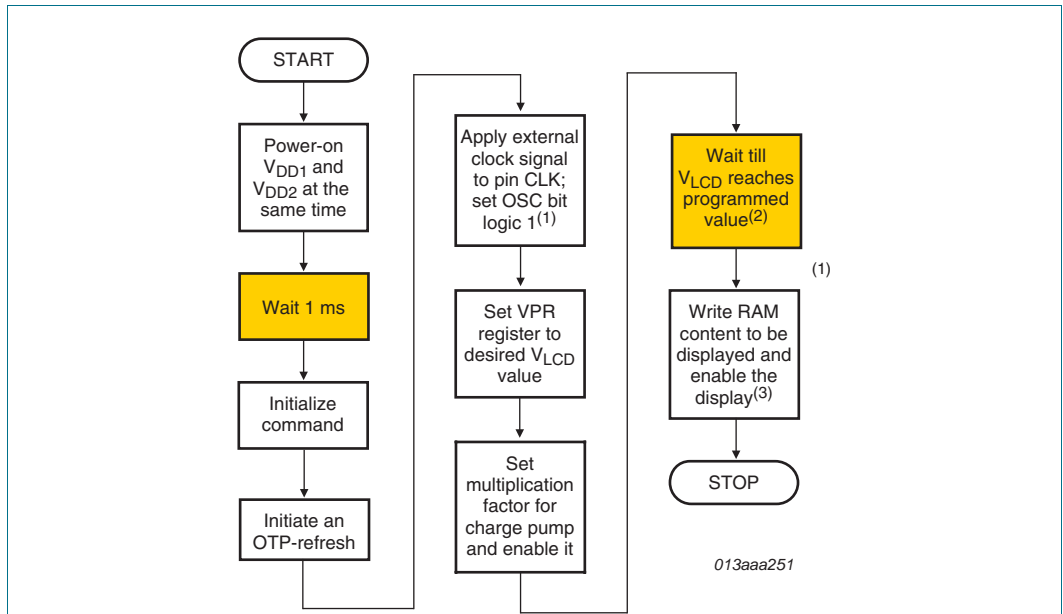 START
Power-on
VDD1 and
VDD2 at the
same time
Wait 1 ms
Initialize
command
Initiate an
OTP-refresh
Apply external
clock signal
to pin CLK;
set OSC bit
logic 1(1)
Set VPR
register to
desired VLCD
value
Set
multiplication
factor for
charge pump
and enable it
Wait till
VLCD reaches
programmed
value(2)
(1)
Write RAM
content to be
displayed and
enable the
display(3)
STOP
013aaa251